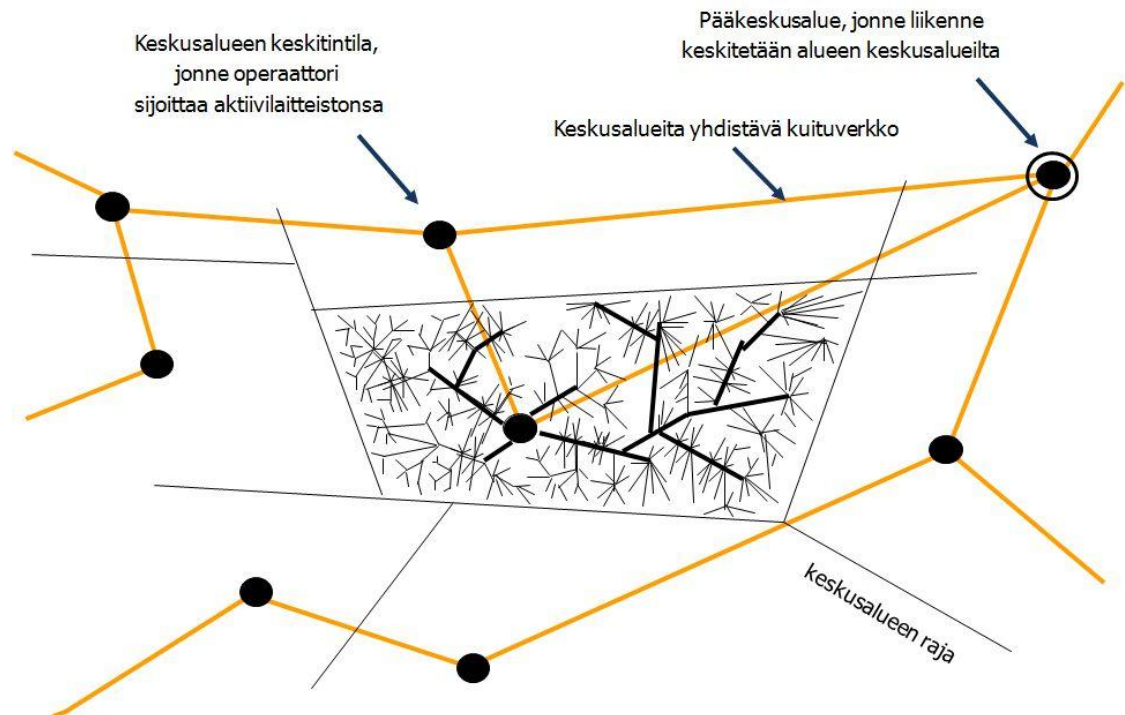 Keskusalueen keskitintila,
jonne operaattori
sijoittaa aktiivilaitteistonsa
Pääkeskusalue, jonne liikenne
keskitetään alueen keskusalueilta
Keskusalueita yhdistävä kuituverkko
keskusalueen raja